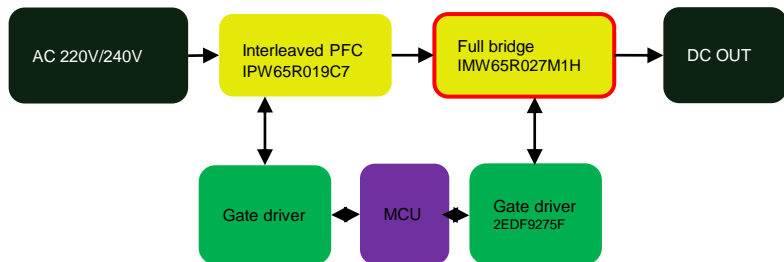 AC 220V/240V
Interleaved PFC
IPW65R019C7
Full bridge
IMW65R027M1H
DC OUT
Gate driver
MCU
Gate driver
2EDF9275F